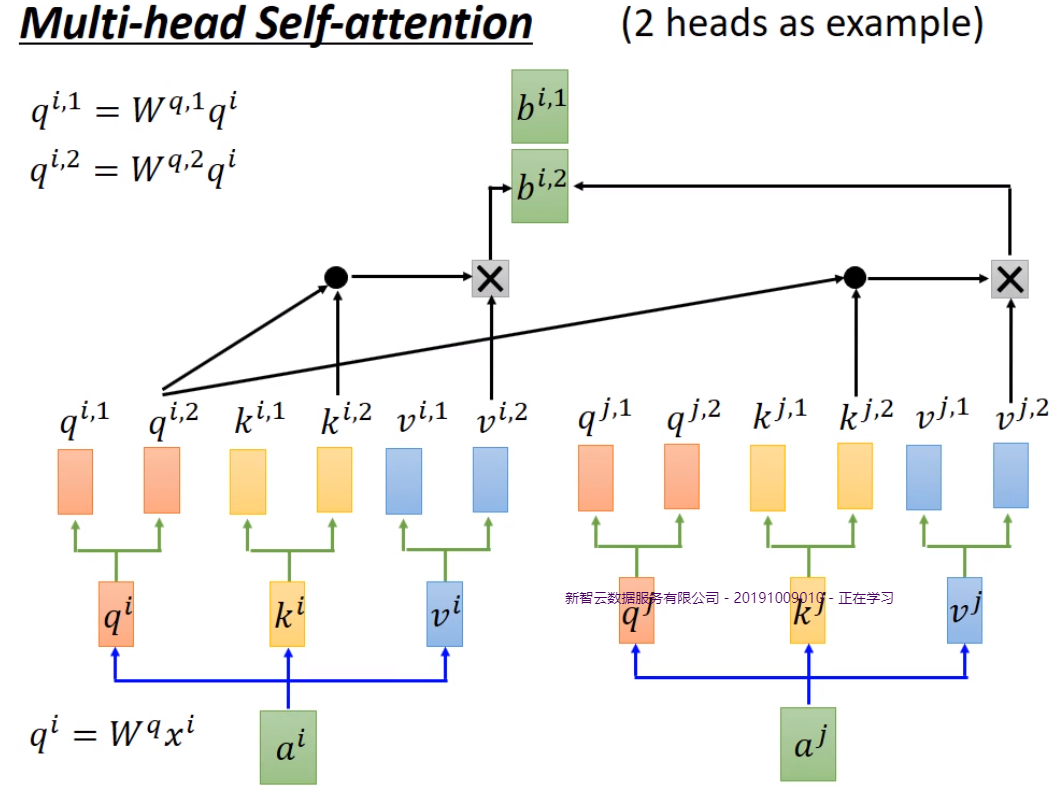 Multi-head Self-attention (2 heads as example)
q^{i,1} = W^{q,1}q^i
q^{i,2} = W^{q,2}q^i
b^{i,1}
b^{i,2}
q^{i,1} q^{i,2} k^{i,1} k^{i,2} v^{i,1} v^{i,2} q^{j,1} q^{j,2} k^{j,1} k^{j,2} v^{j,1} v^{j,2}
新智云数据服务有限公司 - 20191009010 - 正在学习
q^i k^i v^i q^j k^j v^j
q^i = W^q x^i
a^i a^j